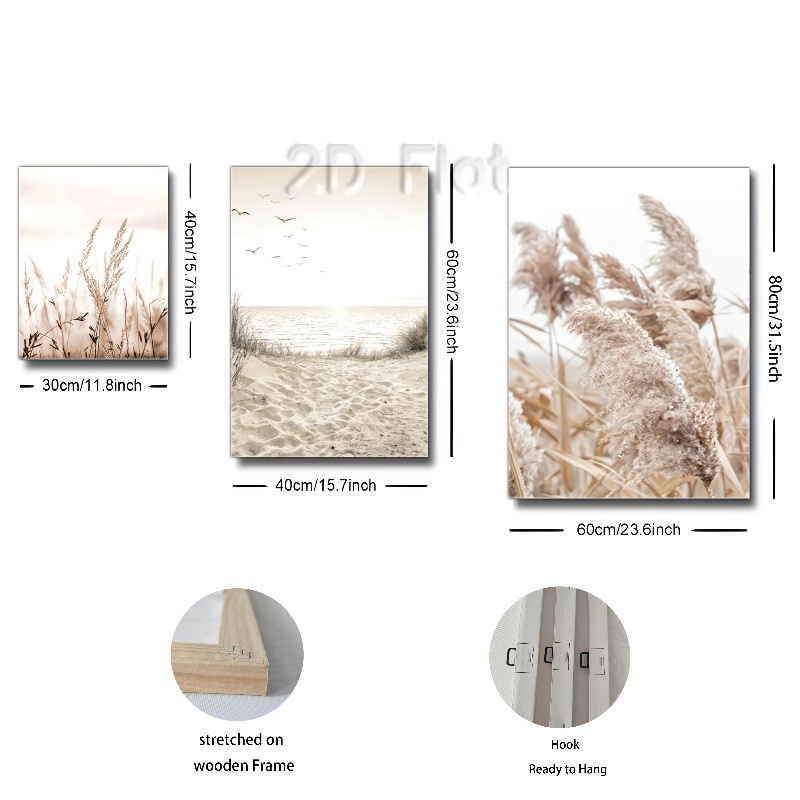 2D Flat
40cm/15.7inch
30cm/11.8inch
60cm/23.6inch
40cm/15.7inch
80cm/31.5inch
60cm/23.6inch
stretched on
wooden Frame
Hook
Ready to Hang